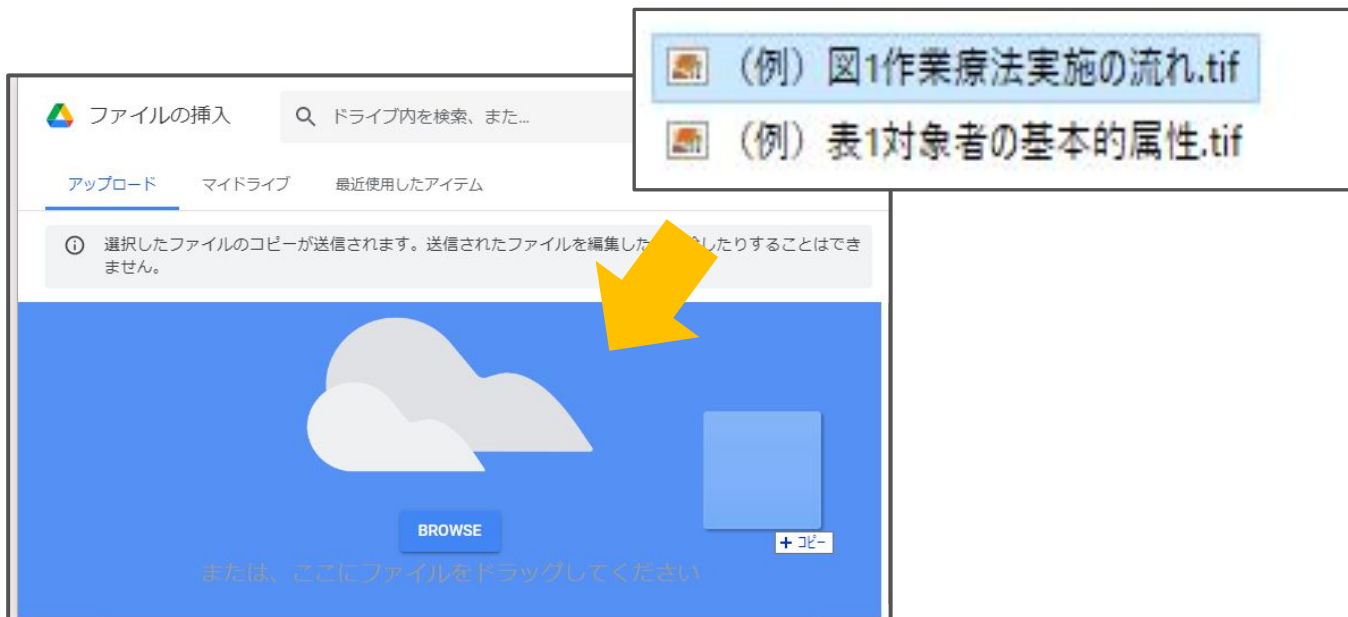 (例) 図1作業療法実施の流れ.tif
(例) 表1対象者の基本的属性.tif
ファイルの挿入
ドライブ内を検索、また...
アップロード マイドライブ 最近使用したアイテム
選択したファイルのコピーが送信されます。送信されたファイルを編集した したりすることはでき
ません。
BROWSE
+ コピー
または、ここにファイルをドラッグしてください